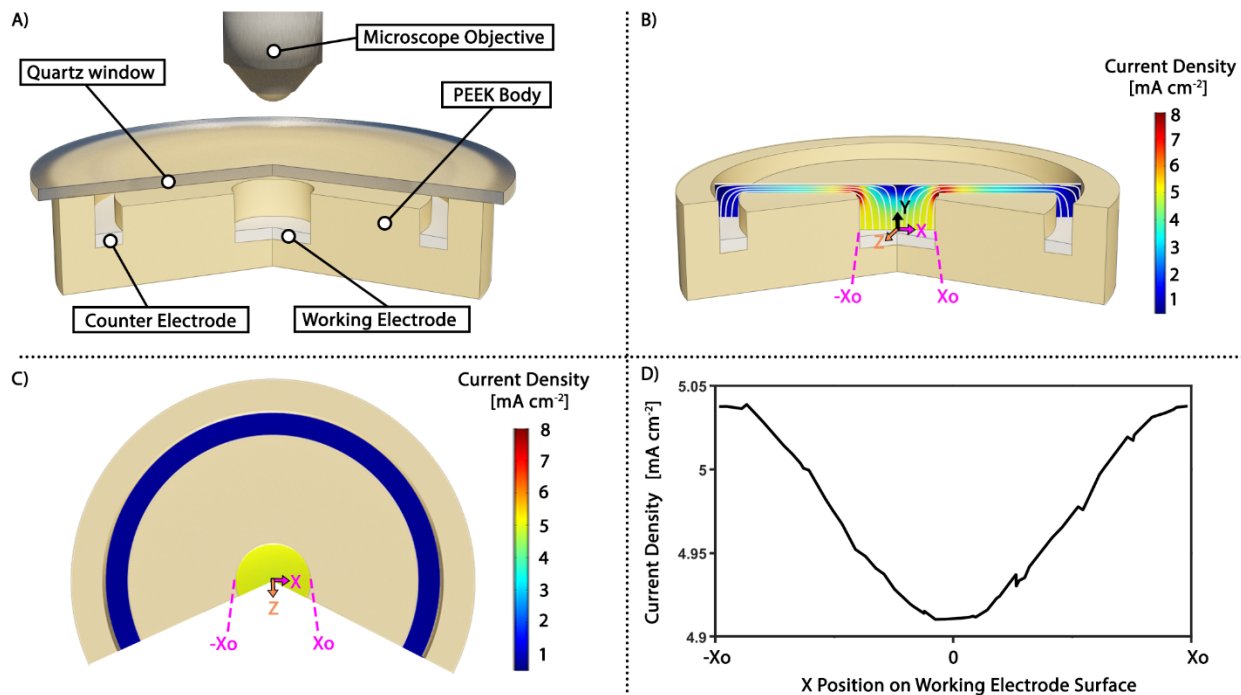 A)
Microscope Objective
Quartz window
PEEK Body
Counter Electrode
Working Electrode
B)
Current Density
[mA cm⁻²]
8
7
6
5
4
3
2
1
Y
X
Z
-Xo
Xo
C)
Current Density
[mA cm⁻²]
8
7
6
5
4
3
2
1
X
Z
-Xo
Xo
D)
Current Density [mA cm⁻²]
5.05
5
4.95
4.9
-Xo
0
Xo
X Position on Working Electrode Surface